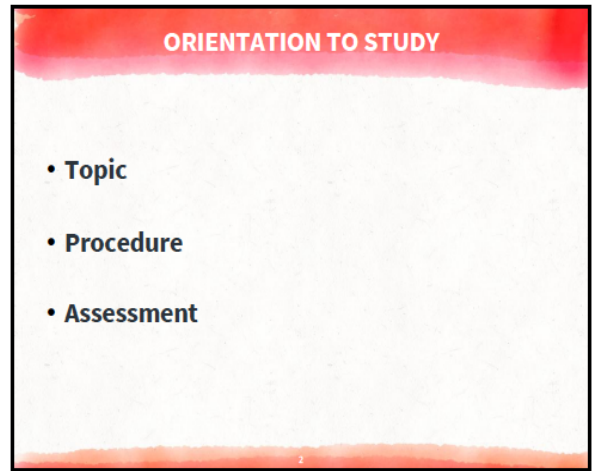 ORIENTATION TO STUDY
• Topic
• Procedure
• Assessment
2